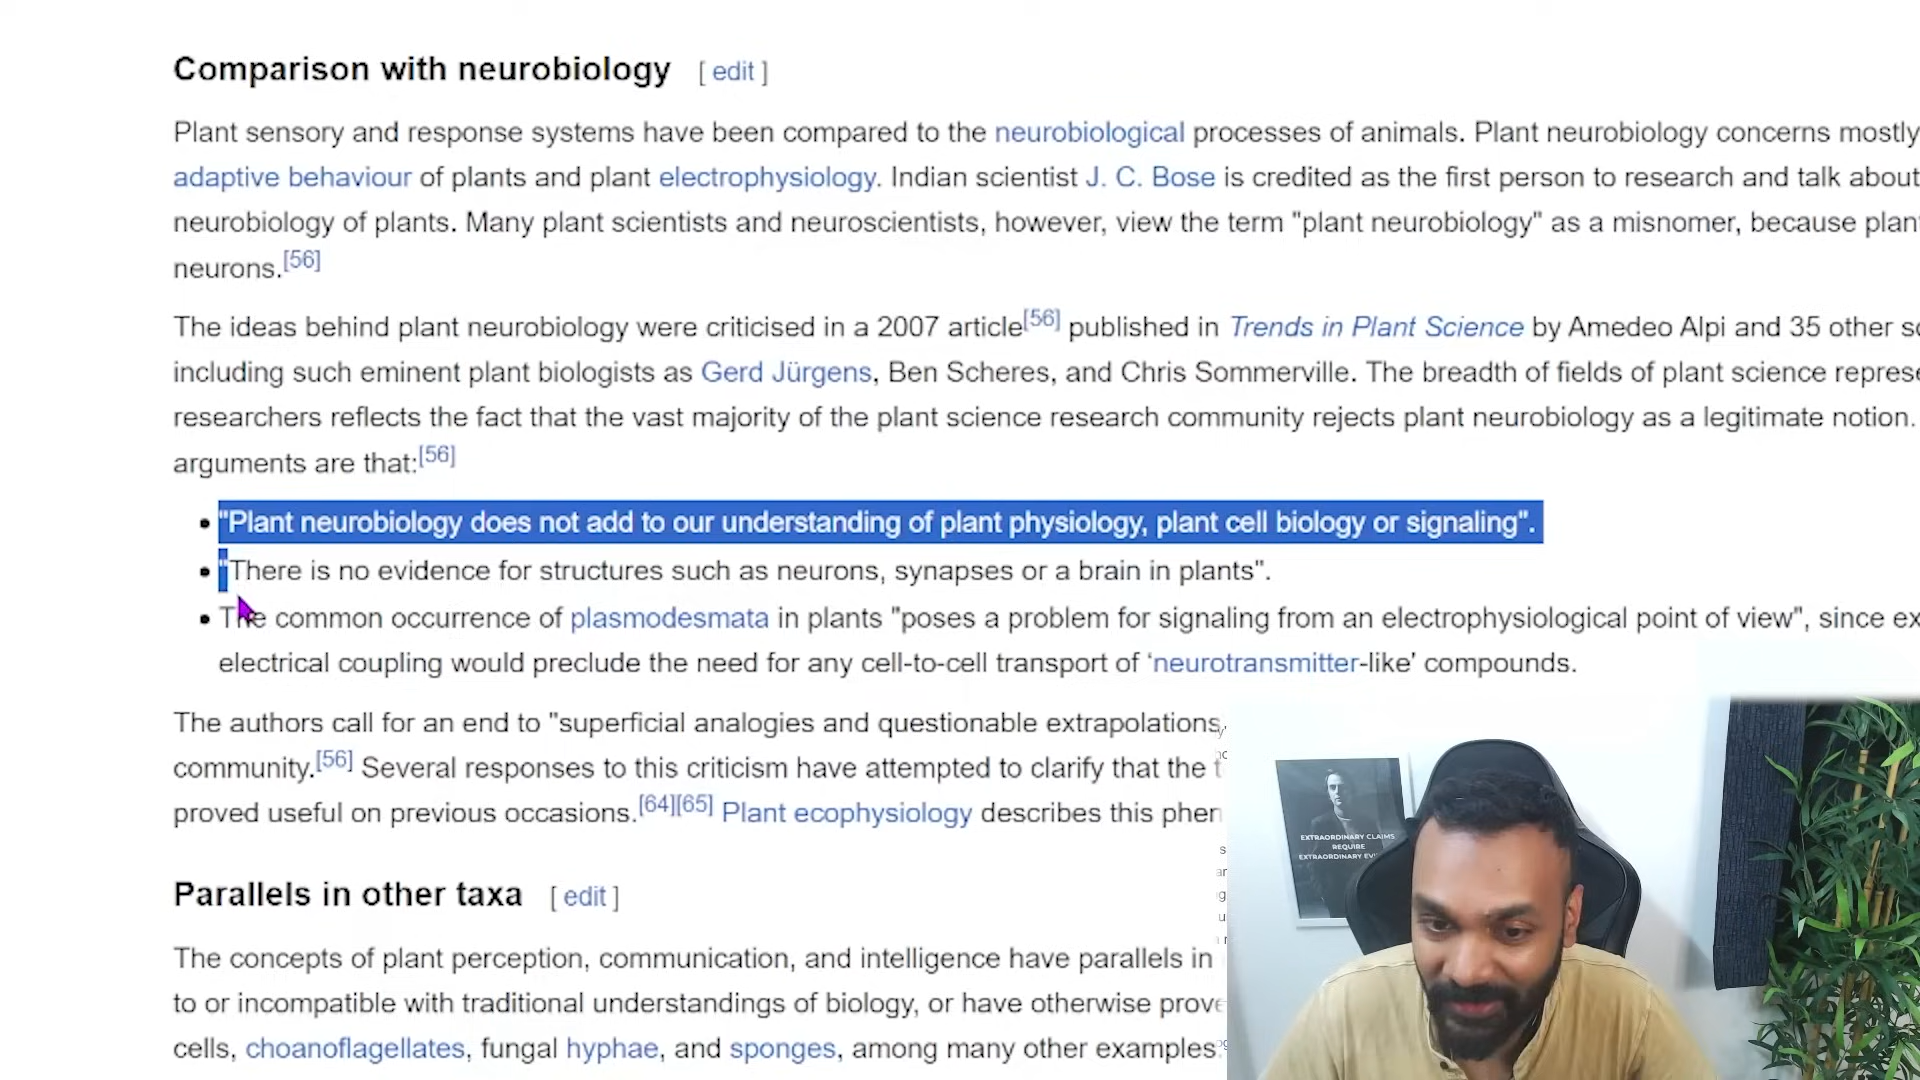 Comparison with neurobiology [ edit ]
Plant sensory and response systems have been compared to the neurobiological processes of animals. Plant neurobiology concerns mostly
adaptive behaviour of plants and plant electrophysiology. Indian scientist J. C. Bose is credited as the first person to research and talk about
neurobiology of plants. Many plant scientists and neuroscientists, however, view the term "plant neurobiology" as a misnomer, because plan
neurons.[56]
The ideas behind plant neurobiology were criticised in a 2007 article[56] published in Trends in Plant Science by Amedeo Alpi and 35 other
including such eminent plant biologists as Gerd Jürgens, Ben Scheres, and Chris Sommerville. The breadth of fields of plant science represe
researchers reflects the fact that the vast majority of the plant science research community rejects plant neurobiology as a legitimate notion.
arguments are that:[56]
• "Plant neurobiology does not add to our understanding of plant physiology, plant cell biology or signaling".
• "There is no evidence for structures such as neurons, synapses or a brain in plants".
• The common occurrence of plasmodesmata in plants "poses a problem for signaling from an electrophysiological point of view", since ex
electrical coupling would preclude the need for any cell-to-cell transport of ‘neurotransmitter-like’ compounds.
The authors call for an end to "superficial analogies and questionable extrapolations
community.[56] Several responses to this criticism have attempted to clarify that the t
proved useful on previous occasions.[64][65] Plant ecophysiology describes this phen
Parallels in other taxa [ edit ]
The concepts of plant perception, communication, and intelligence have parallels in
to or incompatible with traditional understandings of biology, or have otherwise prove
cells, choanoflagellates, fungal hyphae, and sponges, among many other examples.
EXTRAORDINARY CLAIMS
REQUIRE
EXTRAORDINARY EVI